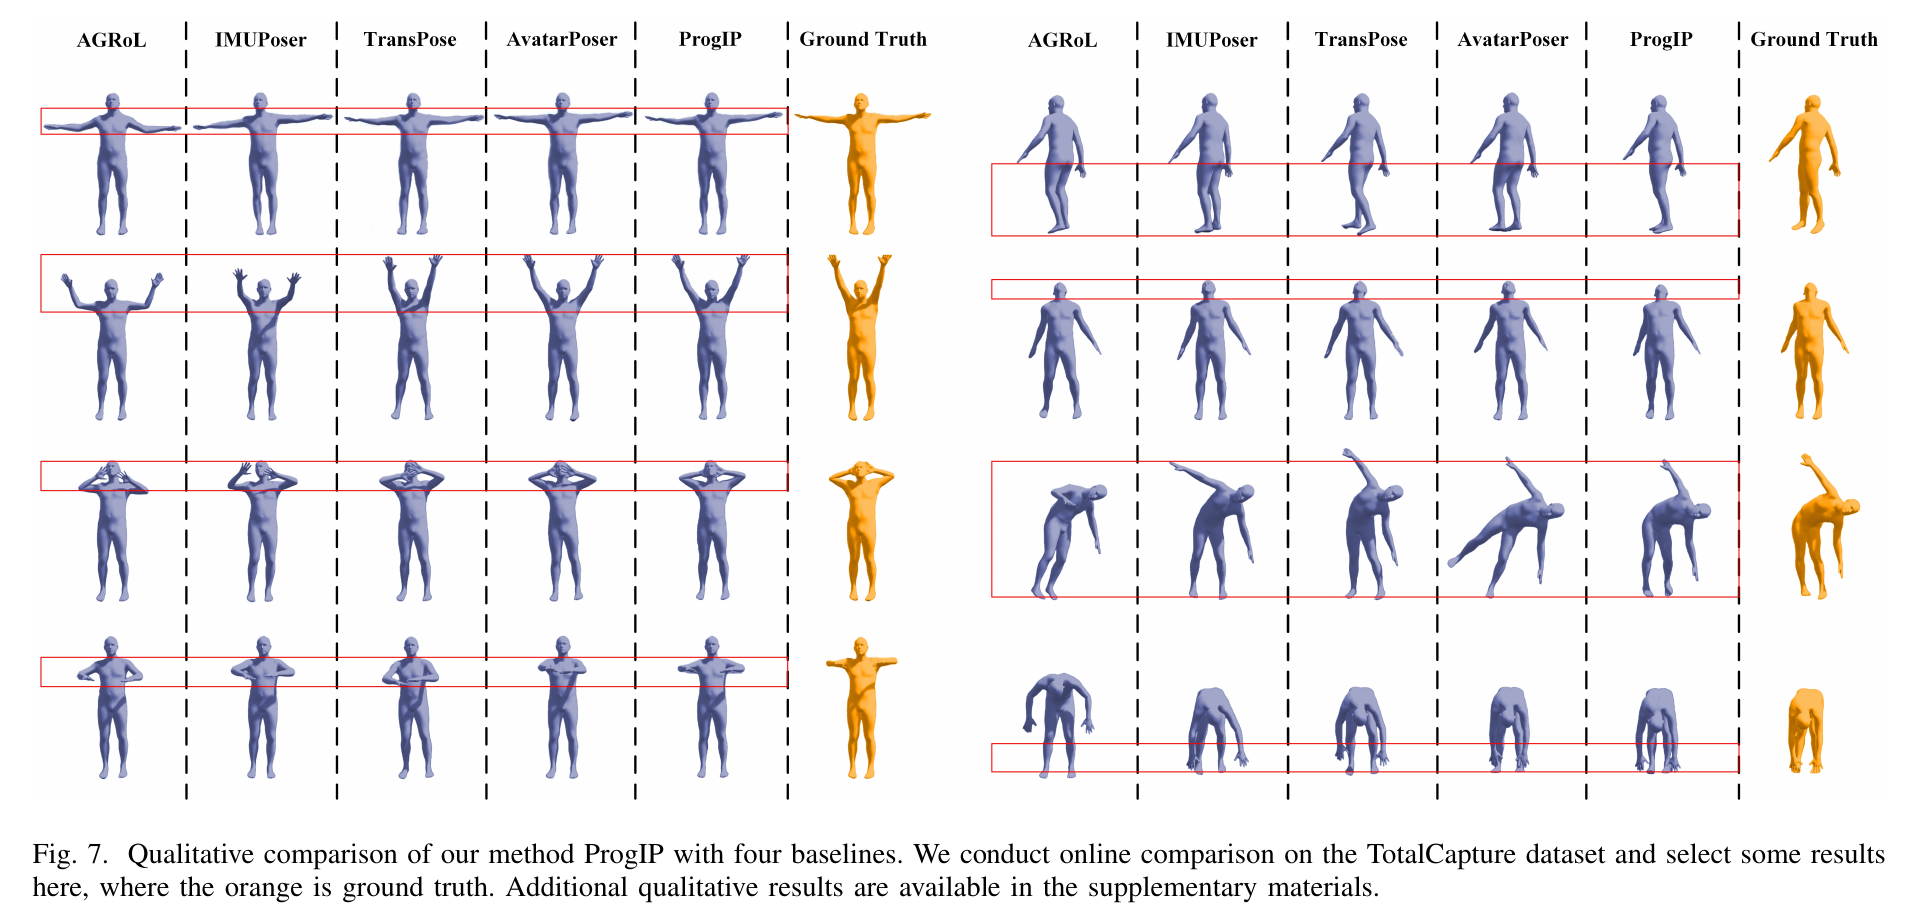 AGRoL IMUPoser TransPose AvatarPoser ProgIP Ground Truth AGRoL IMUPoser TransPose AvatarPoser ProgIP Ground Truth
Fig. 7. Qualitative comparison of our method ProgIP with four baselines. We conduct online comparison on the TotalCapture dataset and select some results
here, where the orange is ground truth. Additional qualitative results are available in the supplementary materials.